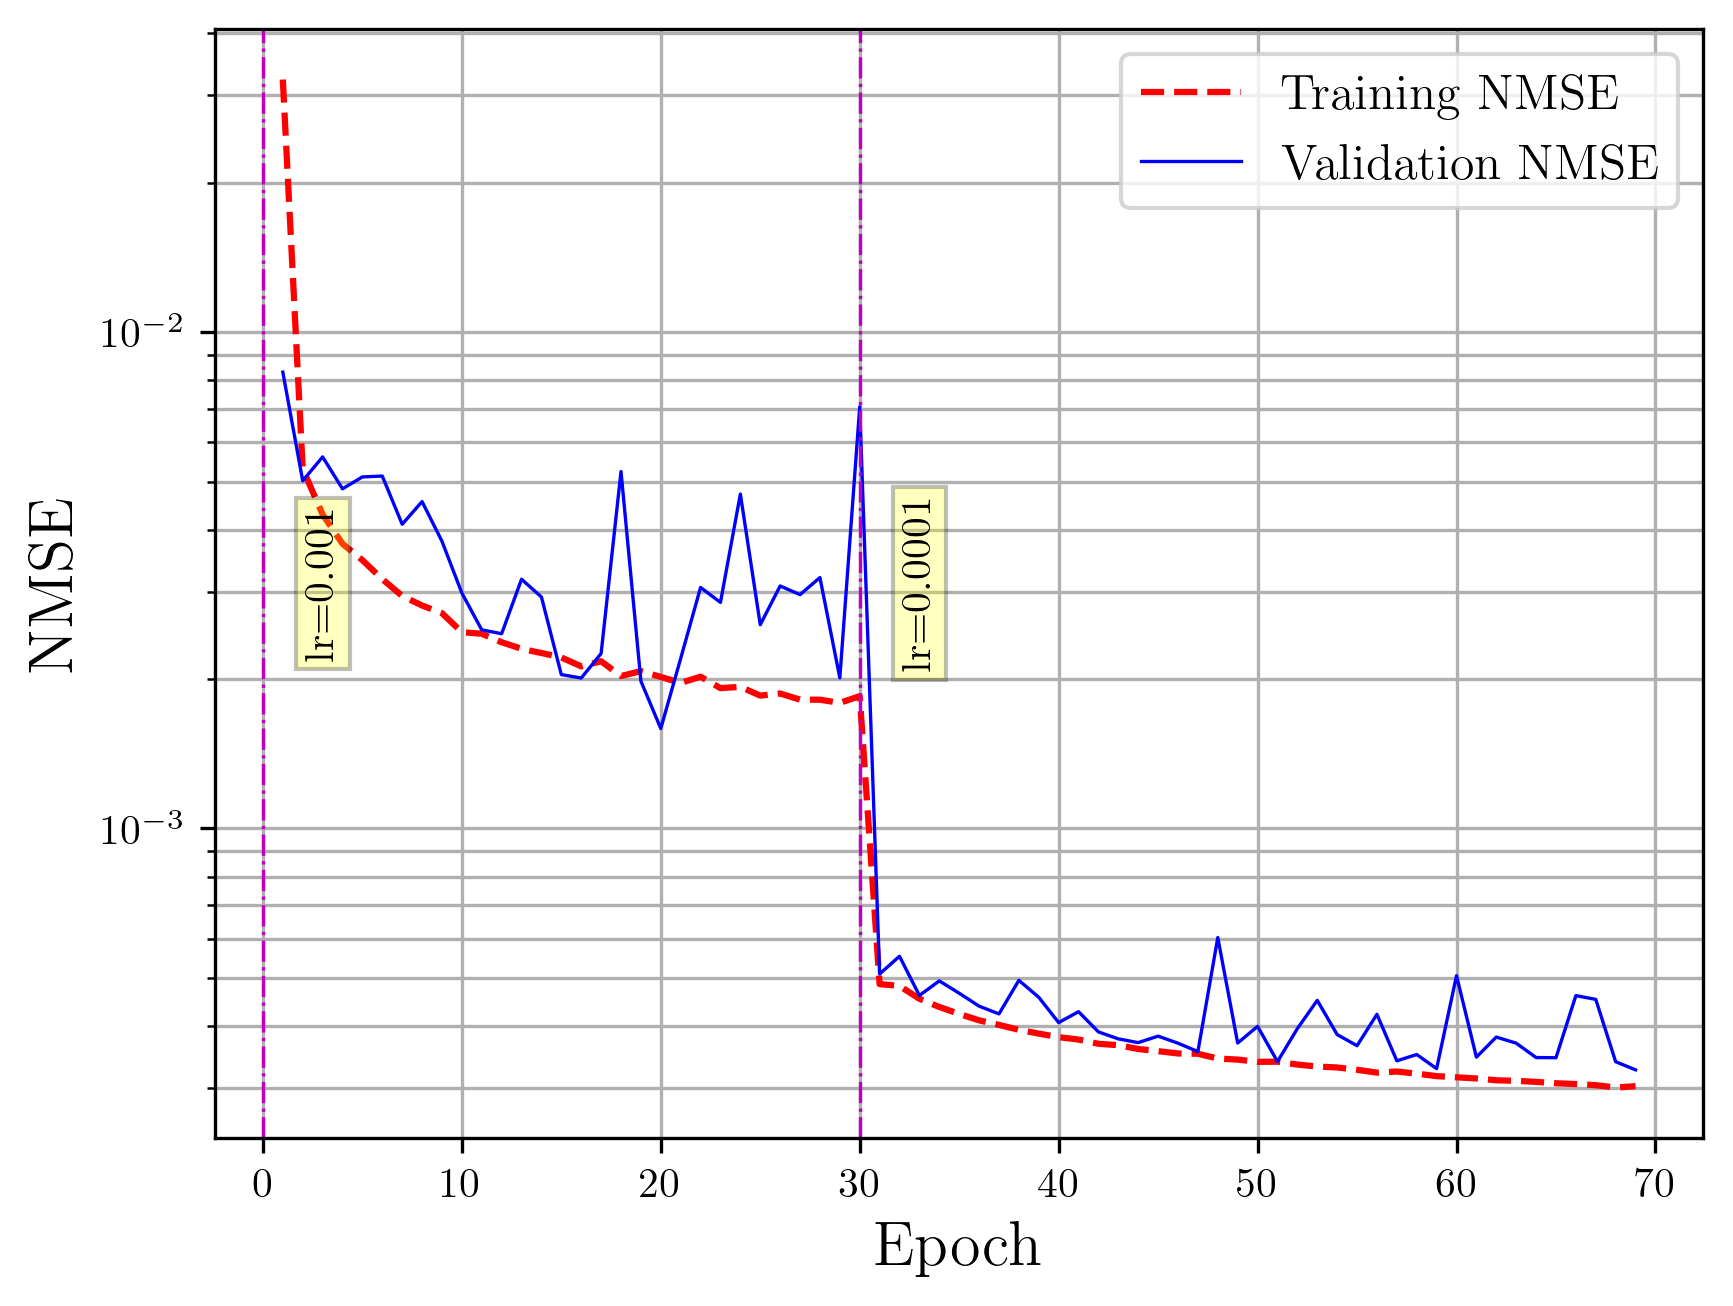 Training NMSE
Validation NMSE
NMSE
10⁻²
10⁻³
lr=0.001
lr=0.0001
0 10 20 30 40 50 60 70
Epoch